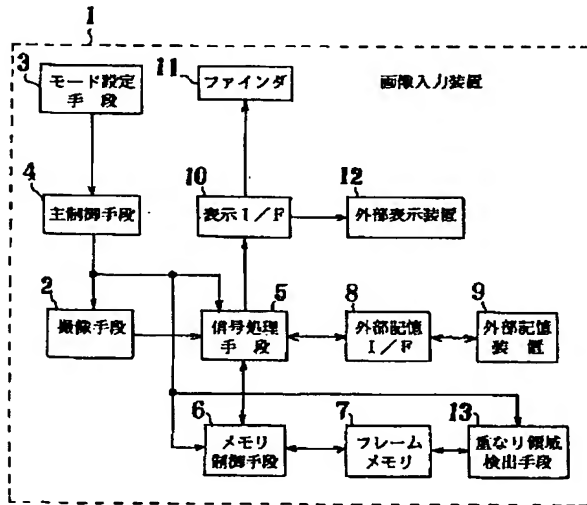 1
3
モード設定
手 段
11
ファインダ
画像入力装置
4
主制御手段
10
表示I/F
12
外部表示装置
2
撮像手段
5
信号処理
手 段
8
外部記憶
I/F
9
外部記憶
装 置
6
メモリ
制御手段
7
フレーム
メモリ
13
重なり領域
検出手段